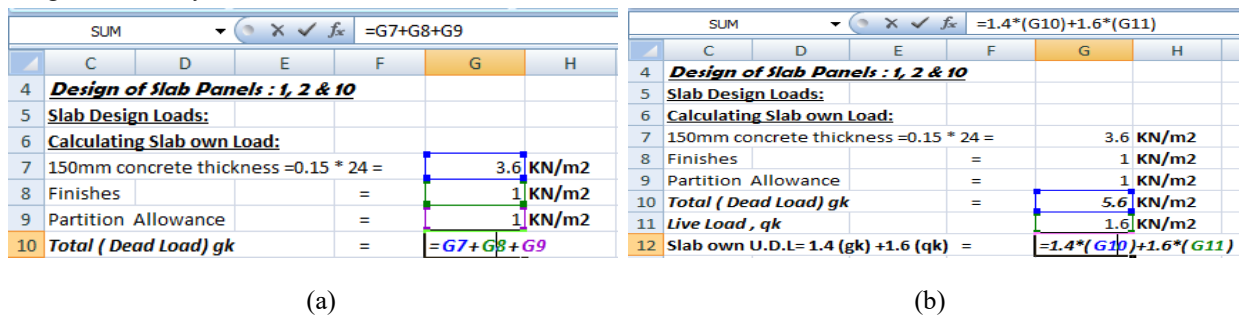 SUM =G7+G8+G9
C D E F G H
4 Design of Slab Panels : 1, 2 & 10
5 Slab Design Loads:
6 Calculating Slab own Load:
7 150mm concrete thickness =0.15 * 24 = 3.6 KN/m2
8 Finishes = 1 KN/m2
9 Partition Allowance = 1 KN/m2
10 Total ( Dead Load) gk = =G7+G8+G9
(a)
SUM =1.4*(G10)+1.6*(G11)
C D E F G H
4 Design of Slab Panels : 1, 2 & 10
5 Slab Design Loads:
6 Calculating Slab own Load:
7 150mm concrete thickness =0.15 * 24 = 3.6 KN/m2
8 Finishes = 1 KN/m2
9 Partition Allowance = 1 KN/m2
10 Total ( Dead Load) gk = 5.6 KN/m2
11 Live Load , qk 1.6 KN/m2
12 Slab own U.D.L= 1.4 (gk) +1.6 (qk) = =1.4*( G10 )+1.6*( G11 )
(b)